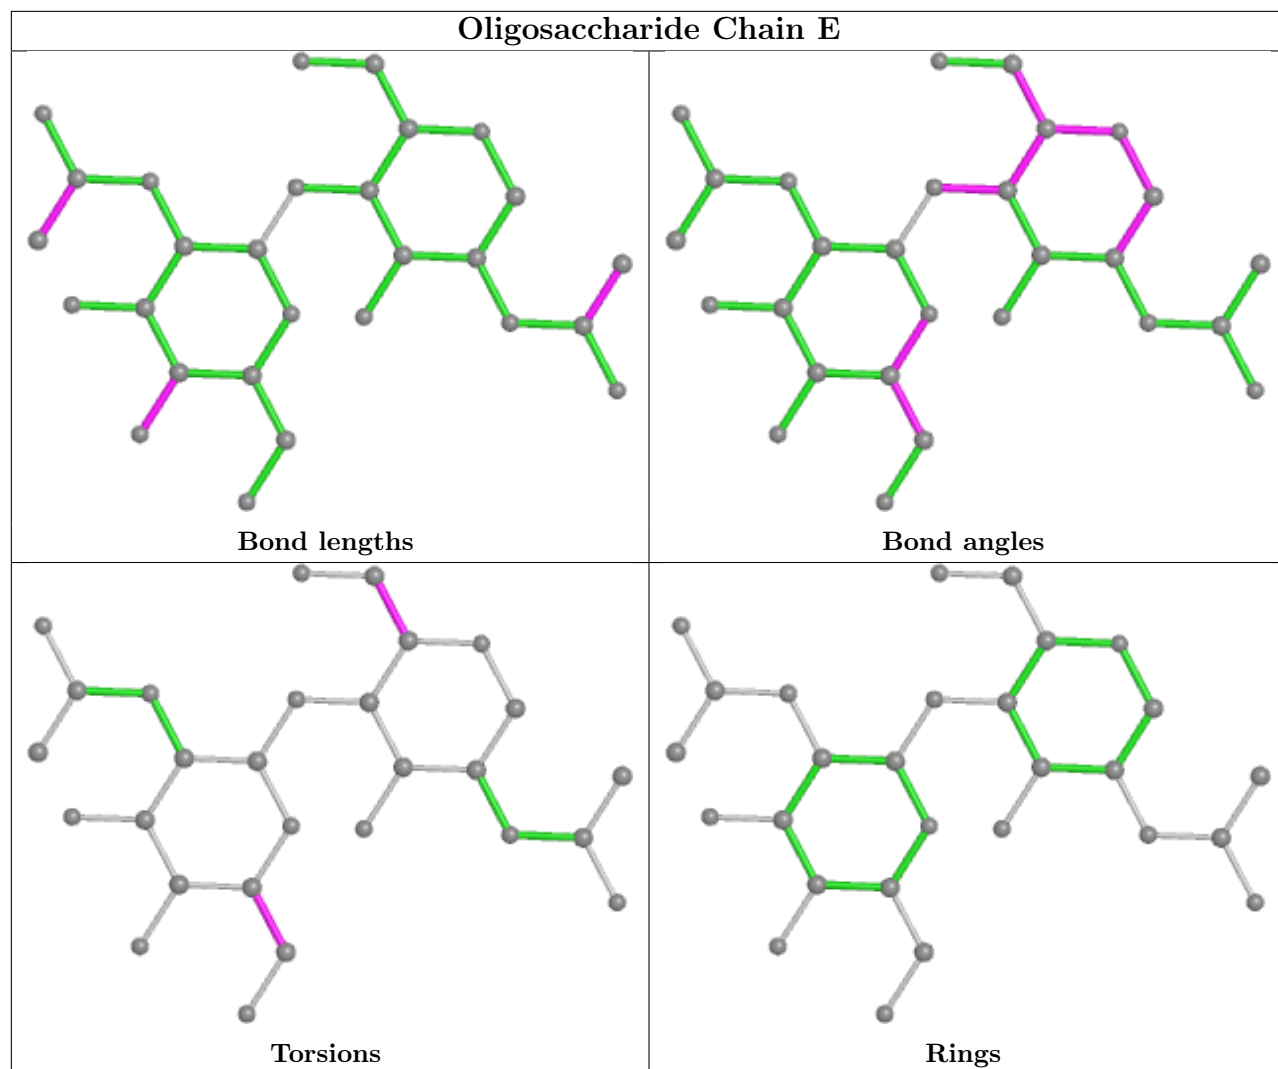 Oligosaccharide Chain E
Bond lengths
Bond angles
Torsions
Rings